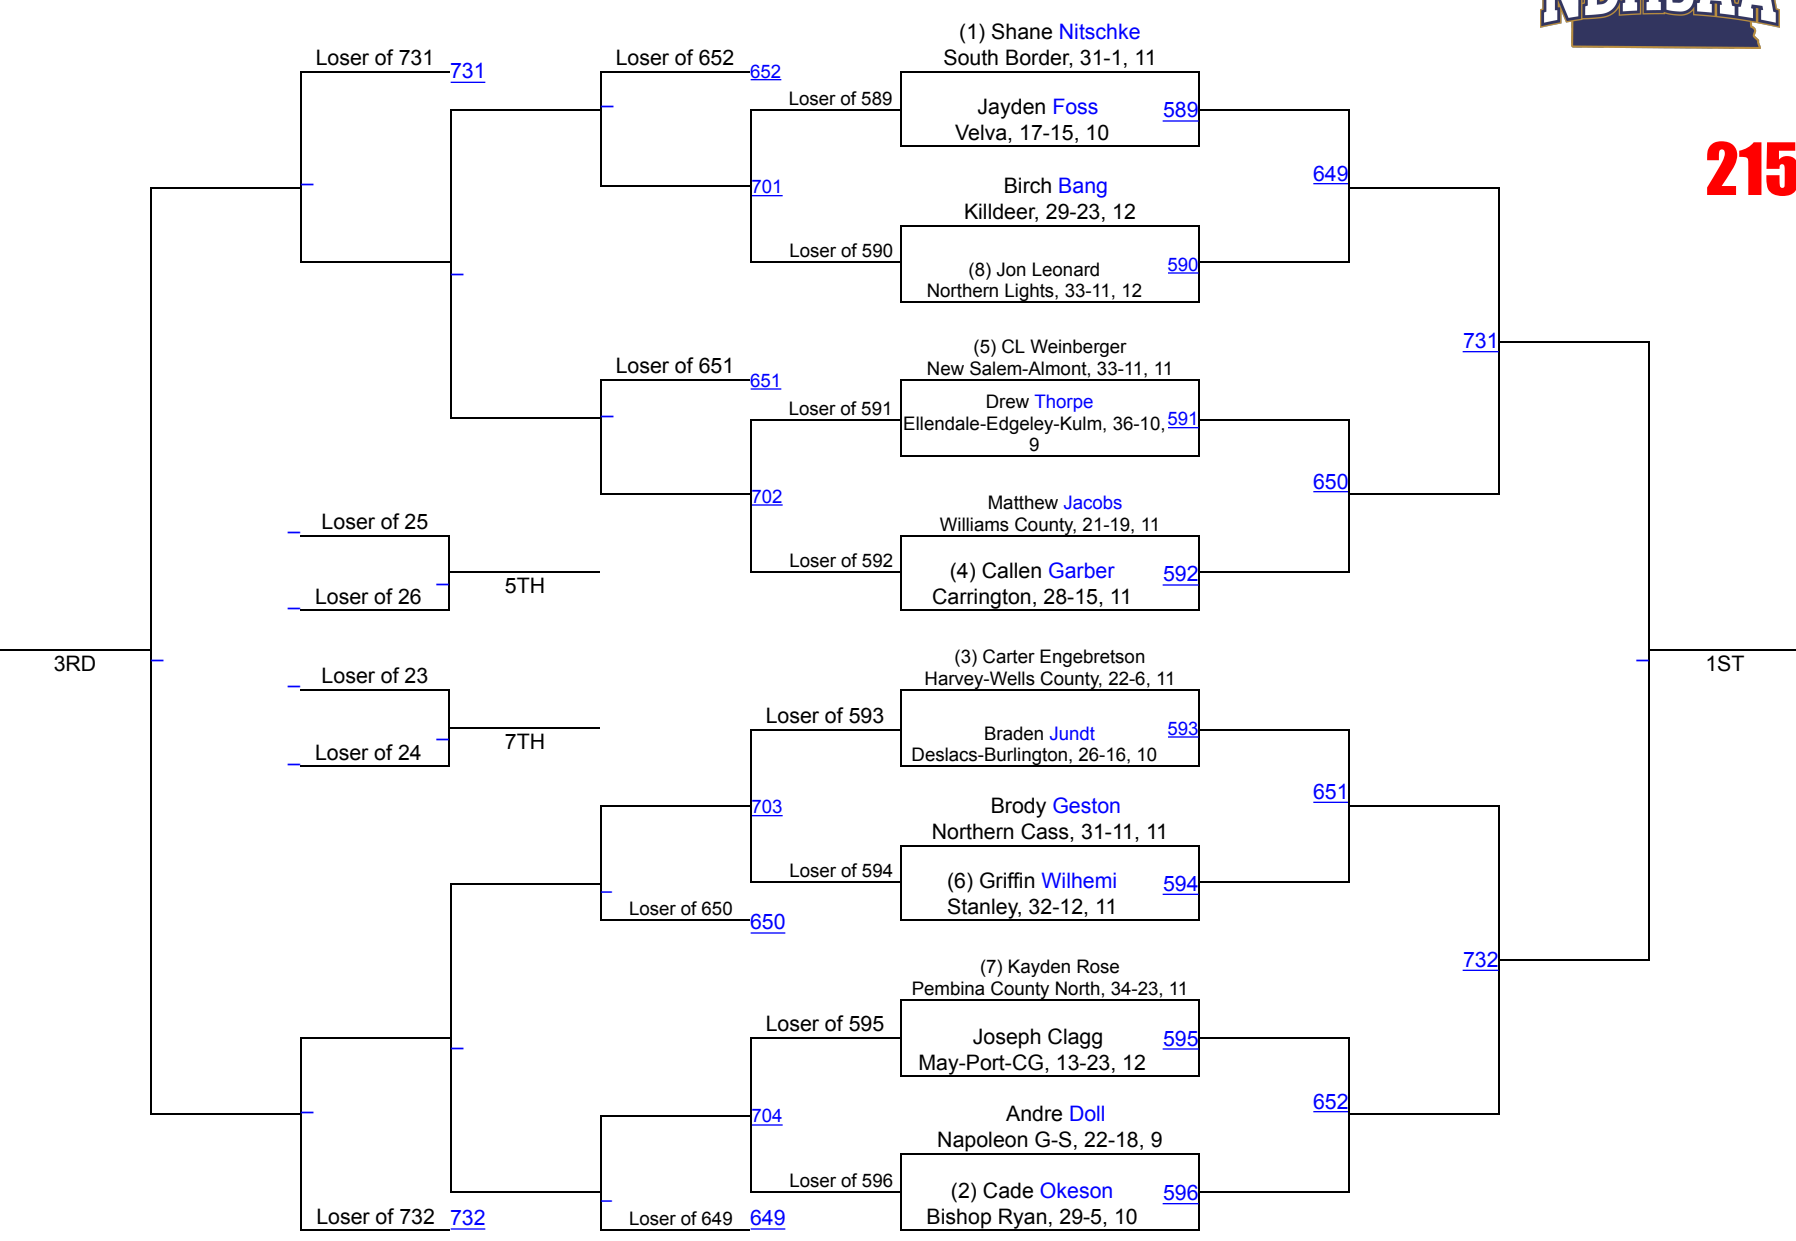 NDHSAA
215
(1) Shane Nitschke
South Border, 31-1, 11
Jayden Foss
Velva, 17-15, 10
589
Birch Bang
Killdeer, 29-23, 12
(8) Jon Leonard
Northern Lights, 33-11, 12
590
(5) CL Weinberger
New Salem-Almont, 33-11, 11
Drew Thorpe
Ellendale-Edgeley-Kulm, 36-10,
9
591
Matthew Jacobs
Williams County, 21-19, 11
(4) Callen Garber
Carrington, 28-15, 11
592
(3) Carter Engebretson
Harvey-Wells County, 22-6, 11
Braden Jundt
Deslacs-Burlington, 26-16, 10
593
Brody Geston
Northern Cass, 31-11, 11
(6) Griffin Wilhemi
Stanley, 32-12, 11
594
(7) Kayden Rose
Pembina County North, 34-23, 11
Joseph Clagg
May-Port-CG, 13-23, 12
595
Andre Doll
Napoleon G-S, 22-18, 9
(2) Cade Okeson
Bishop Ryan, 29-5, 10
596
649
650
651
652
731
732
1ST
Loser of 589
Loser of 590
701
Loser of 591
Loser of 592
702
Loser of 593
Loser of 594
703
Loser of 595
Loser of 596
704
Loser of 652 652
Loser of 651 651
Loser of 650 650
Loser of 649 649
Loser of 731 731
Loser of 732 732
Loser of 25
Loser of 26
5TH
Loser of 23
Loser of 24
7TH
3RD